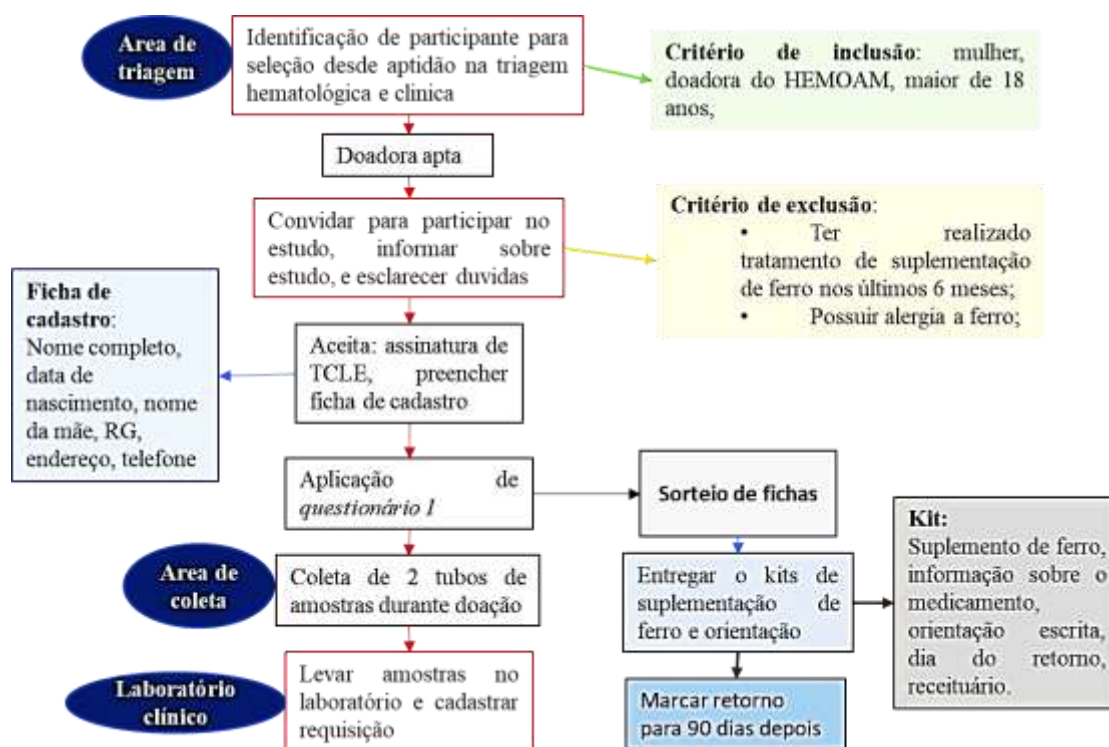 Area de
triagem
Identificação de participante para
seleção desde aptidão na triagem
hematológica e clinica
Critério de inclusão: mulher,
doadora do HEMOAM, maior de 18
anos,
Doadora apta
Convidar para participar no
estudo, informar sobre
estudo, e esclarecer duvidas
Critério de exclusão:
• Ter realizado
tratamento de suplementação
de ferro nos últimos 6 meses;
• Possuir alergia a ferro;
Ficha de
cadastro:
Nome completo,
data de
nascimento, nome
da mãe, RG,
endereço, telefone
Aceita: assinatura de
TCLE, preencher
ficha de cadastro
Aplicação de
questionário 1
Sorteio de fichas
Kit:
Suplemento de ferro,
informação sobre o
medicamento,
orientação escrita,
dia do retorno,
receituário.
Area de
coleta
Coleta de 2 tubos de
amostras durante doação
Entregar o kits de
suplementação de
ferro e orientação
Laboratório
clínico
Levar amostras no
laboratório e cadastrar
requisição
Marcar retorno
para 90 dias depois